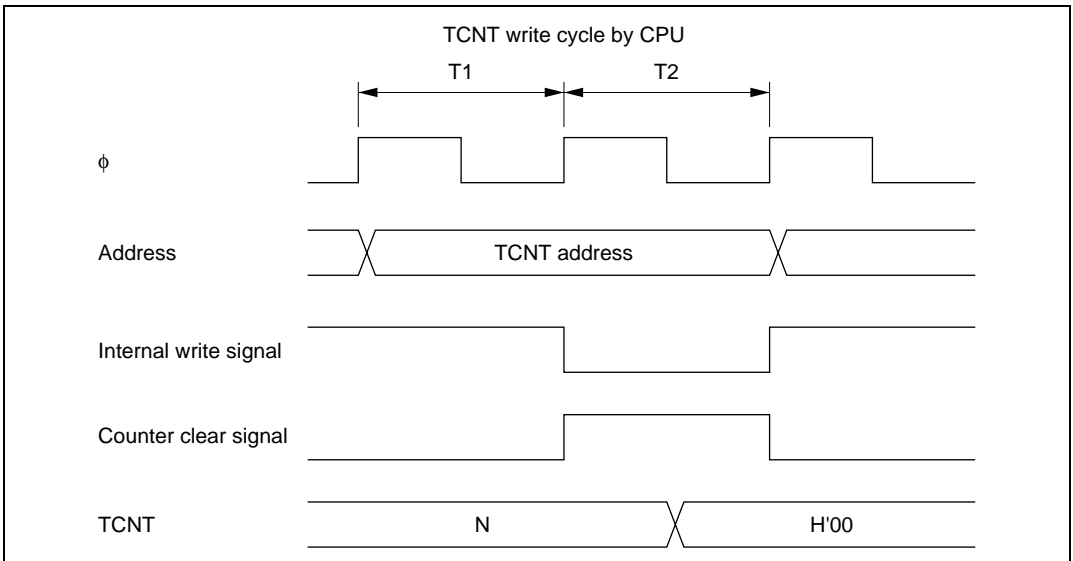 TCNT write cycle by CPU
T1 T2
φ
Address TCNT address
Internal write signal
Counter clear signal
TCNT N H'00